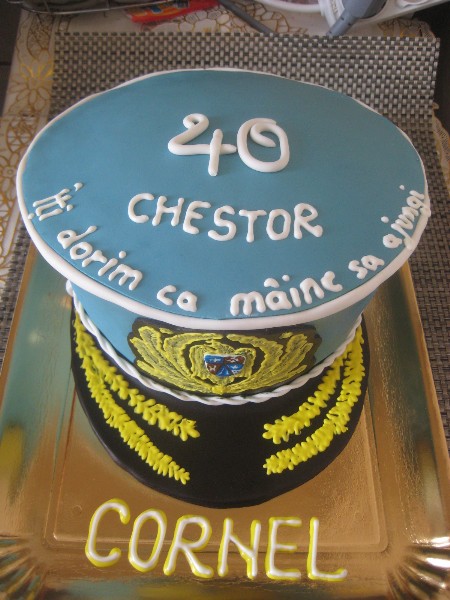 40
CHESTOR
îți dorim ca mâine sa ajungi
CORNEL